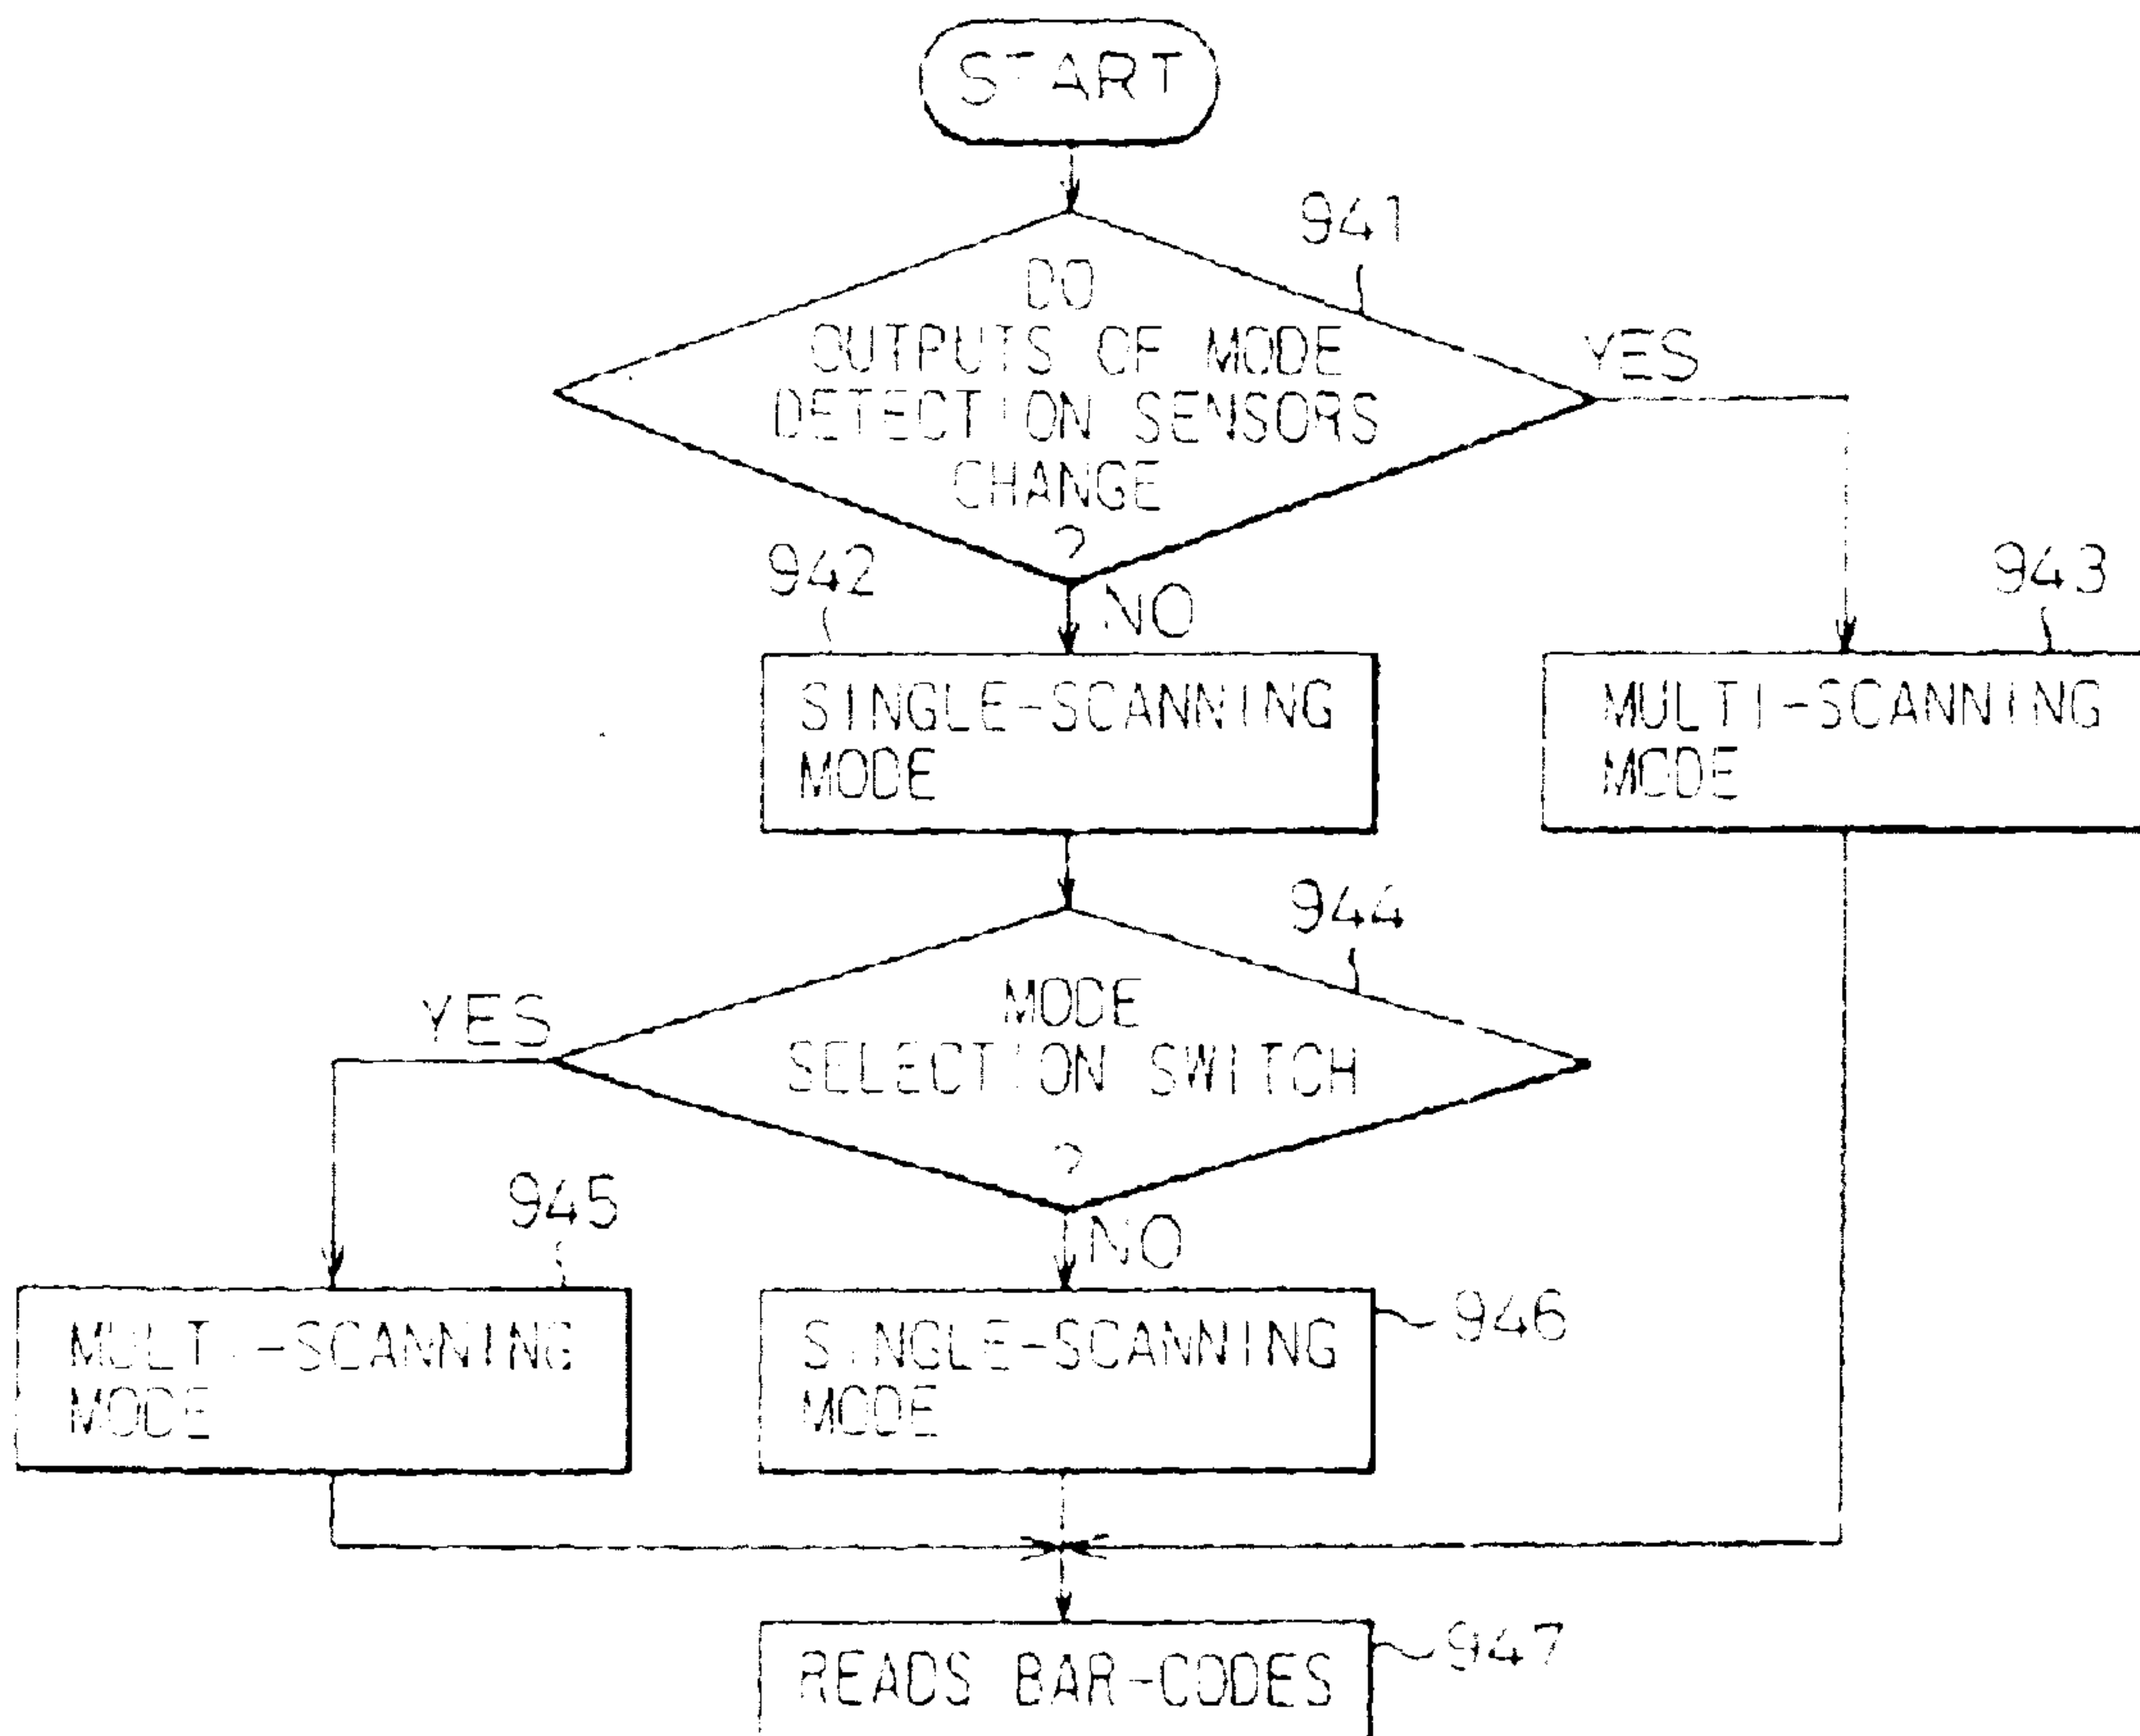 START
941
DO
OUTPUTS OF MODE
DETECTION SENSORS
CHANGE
?
YES
942
NO
943
SINGLE-SCANNING
MODE
MULTI-SCANNING
MODE
944
YES
MODE
SELECTION SWITCH
?
945
NO
946
MULTI-SCANNING
MODE
SINGLE-SCANNING
MODE
READS BAR-CODES
947